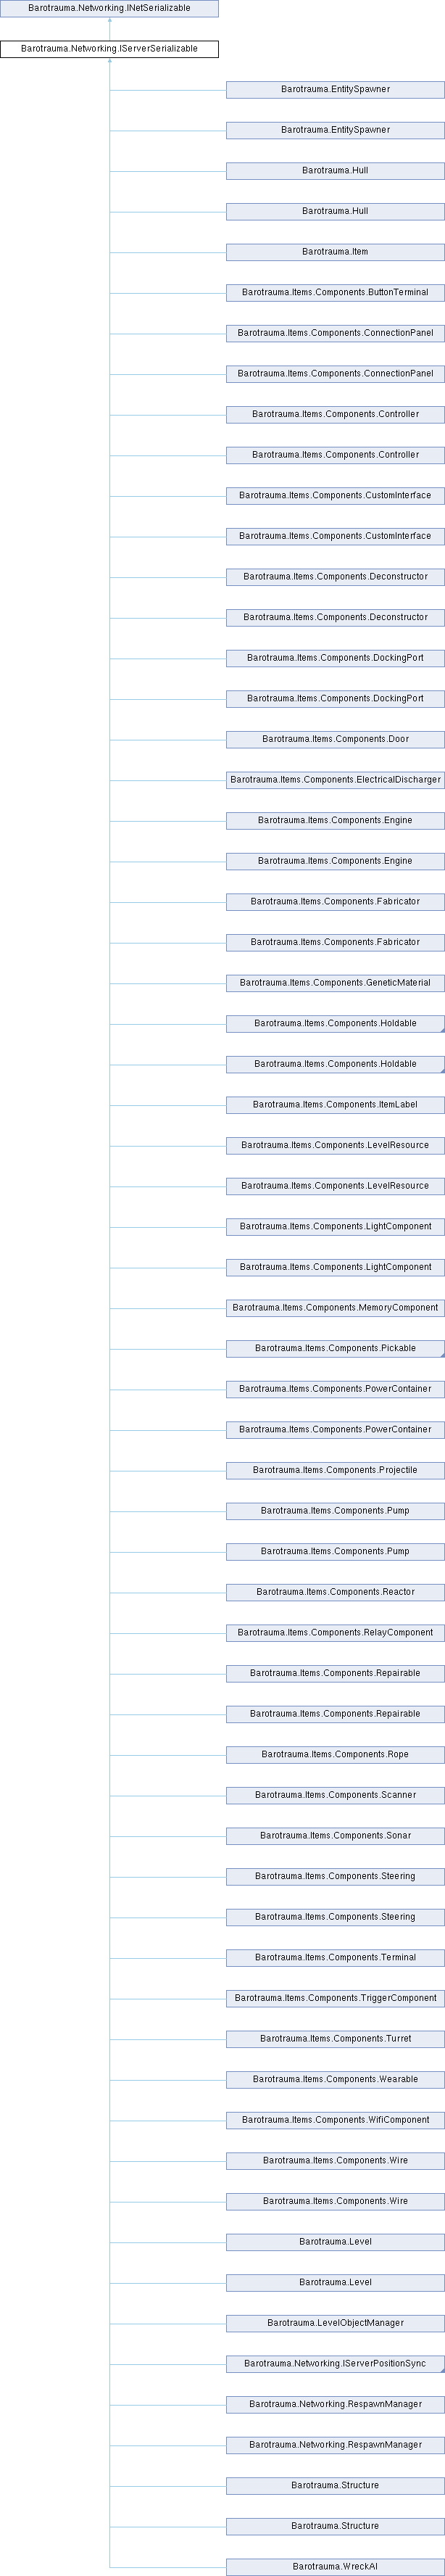 Barotrauma.Networking.INetSerializable
Barotrauma.Networking.IServerSerializable
Barotrauma.EntitySpawner
Barotrauma.EntitySpawner
Barotrauma.Hull
Barotrauma.Hull
Barotrauma.Item
Barotrauma.Items.Components.ButtonTerminal
Barotrauma.Items.Components.ConnectionPanel
Barotrauma.Items.Components.ConnectionPanel
Barotrauma.Items.Components.Controller
Barotrauma.Items.Components.Controller
Barotrauma.Items.Components.CustomInterface
Barotrauma.Items.Components.CustomInterface
Barotrauma.Items.Components.Deconstructor
Barotrauma.Items.Components.Deconstructor
Barotrauma.Items.Components.DockingPort
Barotrauma.Items.Components.DockingPort
Barotrauma.Items.Components.Door
Barotrauma.Items.Components.ElectricalDischarger
Barotrauma.Items.Components.Engine
Barotrauma.Items.Components.Engine
Barotrauma.Items.Components.Fabricator
Barotrauma.Items.Components.Fabricator
Barotrauma.Items.Components.GeneticMaterial
Barotrauma.Items.Components.Holdable
Barotrauma.Items.Components.Holdable
Barotrauma.Items.Components.ItemLabel
Barotrauma.Items.Components.LevelResource
Barotrauma.Items.Components.LevelResource
Barotrauma.Items.Components.LightComponent
Barotrauma.Items.Components.LightComponent
Barotrauma.Items.Components.MemoryComponent
Barotrauma.Items.Components.Pickable
Barotrauma.Items.Components.PowerContainer
Barotrauma.Items.Components.PowerContainer
Barotrauma.Items.Components.Projectile
Barotrauma.Items.Components.Pump
Barotrauma.Items.Components.Pump
Barotrauma.Items.Components.Reactor
Barotrauma.Items.Components.RelayComponent
Barotrauma.Items.Components.Repairable
Barotrauma.Items.Components.Repairable
Barotrauma.Items.Components.Rope
Barotrauma.Items.Components.Scanner
Barotrauma.Items.Components.Sonar
Barotrauma.Items.Components.Steering
Barotrauma.Items.Components.Steering
Barotrauma.Items.Components.Terminal
Barotrauma.Items.Components.TriggerComponent
Barotrauma.Items.Components.Turret
Barotrauma.Items.Components.Wearable
Barotrauma.Items.Components.WifiComponent
Barotrauma.Items.Components.Wire
Barotrauma.Items.Components.Wire
Barotrauma.Level
Barotrauma.Level
Barotrauma.LevelObjectManager
Barotrauma.Networking.IServerPositionSync
Barotrauma.Networking.RespawnManager
Barotrauma.Networking.RespawnManager
Barotrauma.Structure
Barotrauma.Structure
Barotrauma.WreckAI